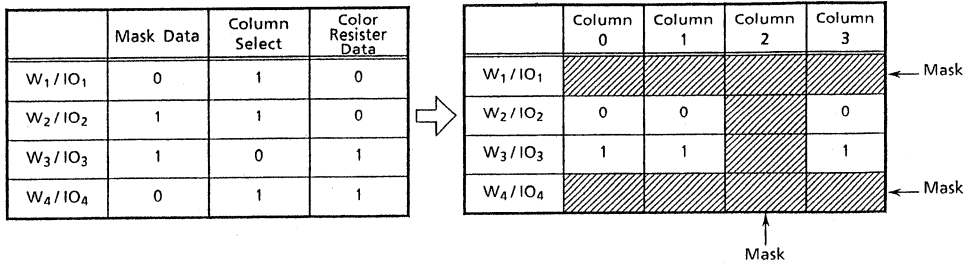 Mask Data Column Select Color Resister Data
W1/IO1 0 1 0
W2/IO2 1 1 0
W3/IO3 1 0 1
W4/IO4 0 1 1
Column 0 Column 1 Column 2 Column 3
W1/IO1 Mask
W2/IO2 0 0 0
W3/IO3 1 1 1
W4/IO4 Mask
Mask